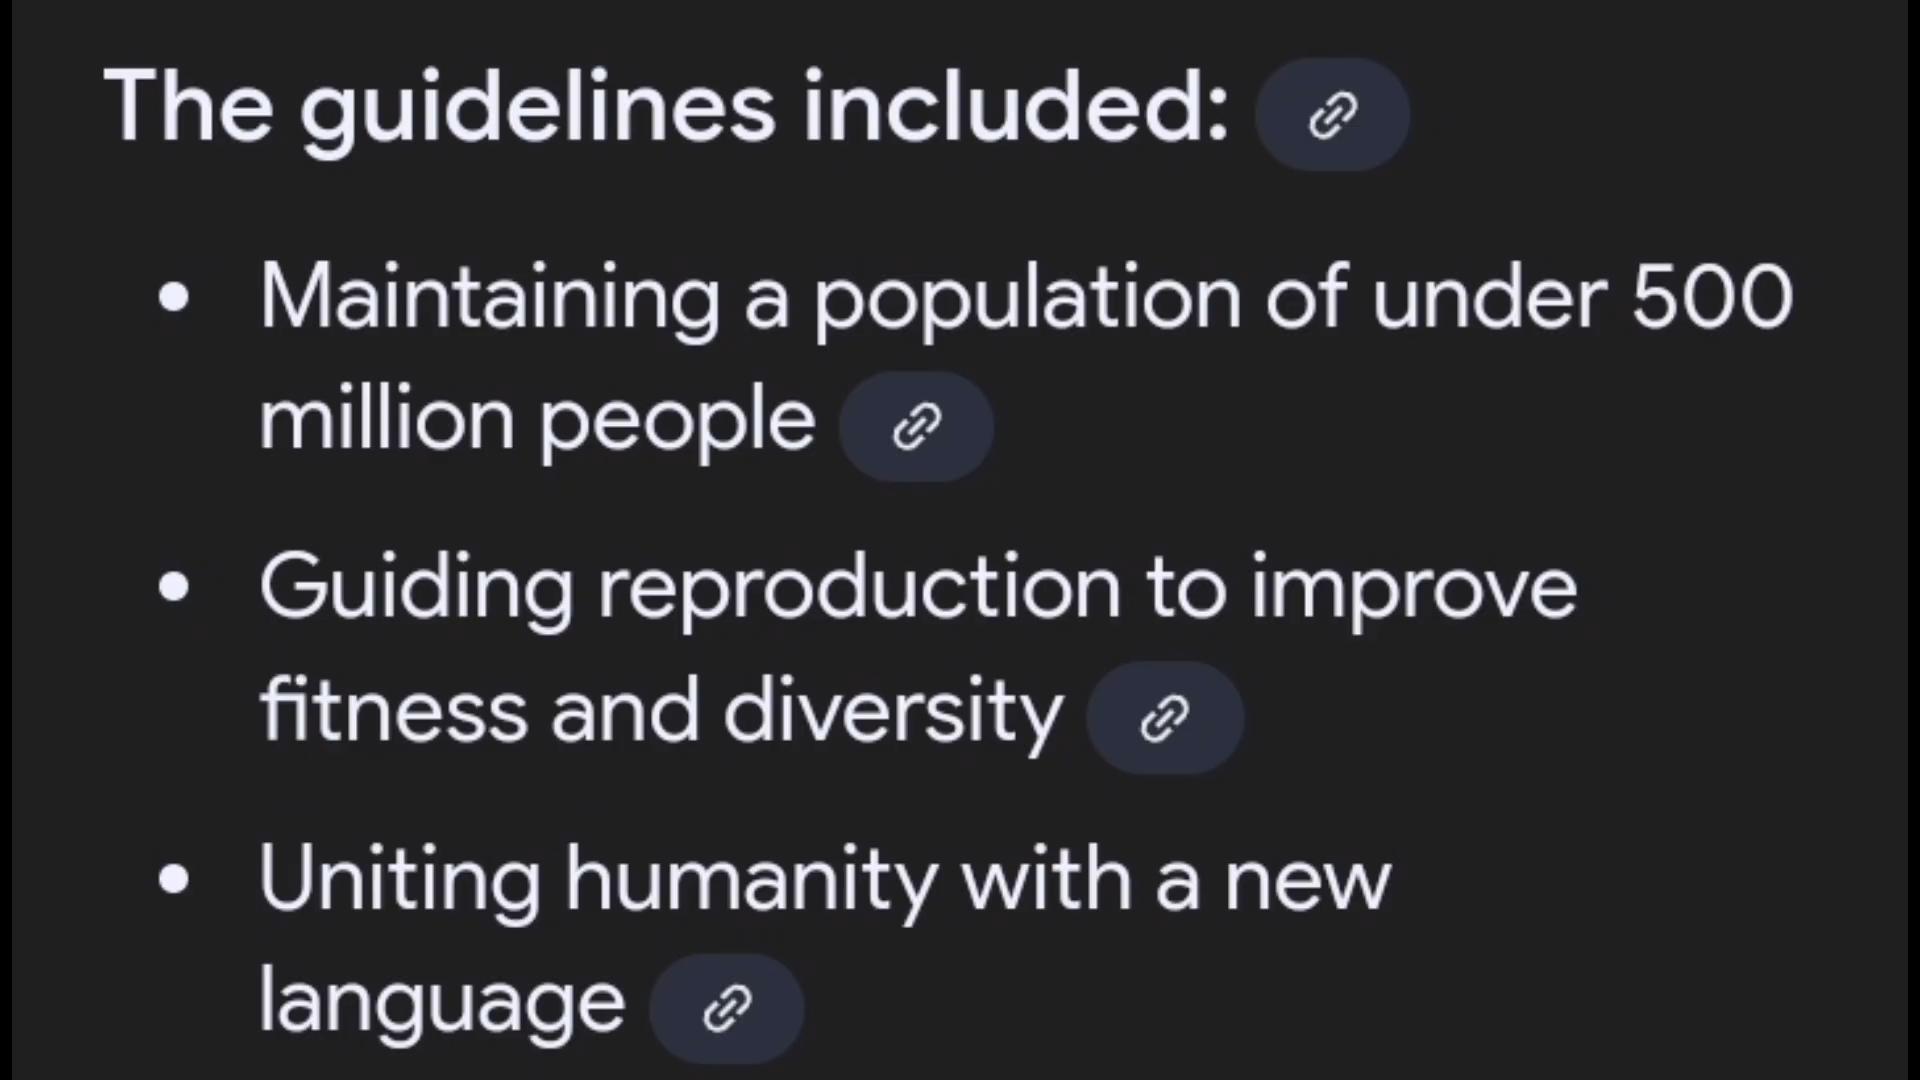 The guidelines included:
• Maintaining a population of under 500
million people
• Guiding reproduction to improve
fitness and diversity
• Uniting humanity with a new
language